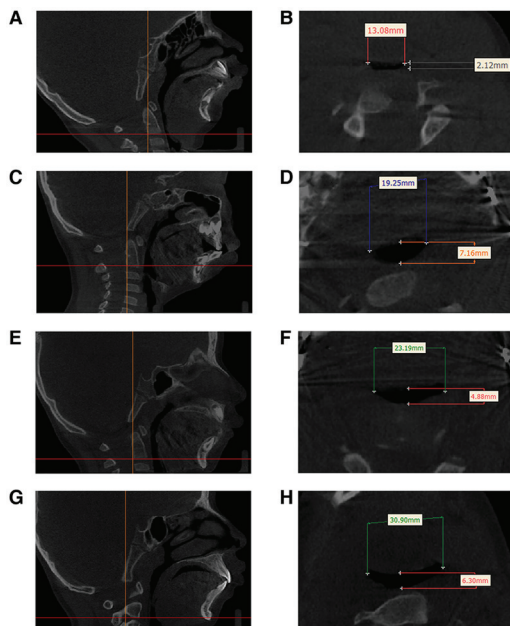 A
B
13.08mm
2.12mm
C
D
19.25mm
7.16mm
E
F
23.19mm
4.88mm
G
H
30.90mm
6.30mm